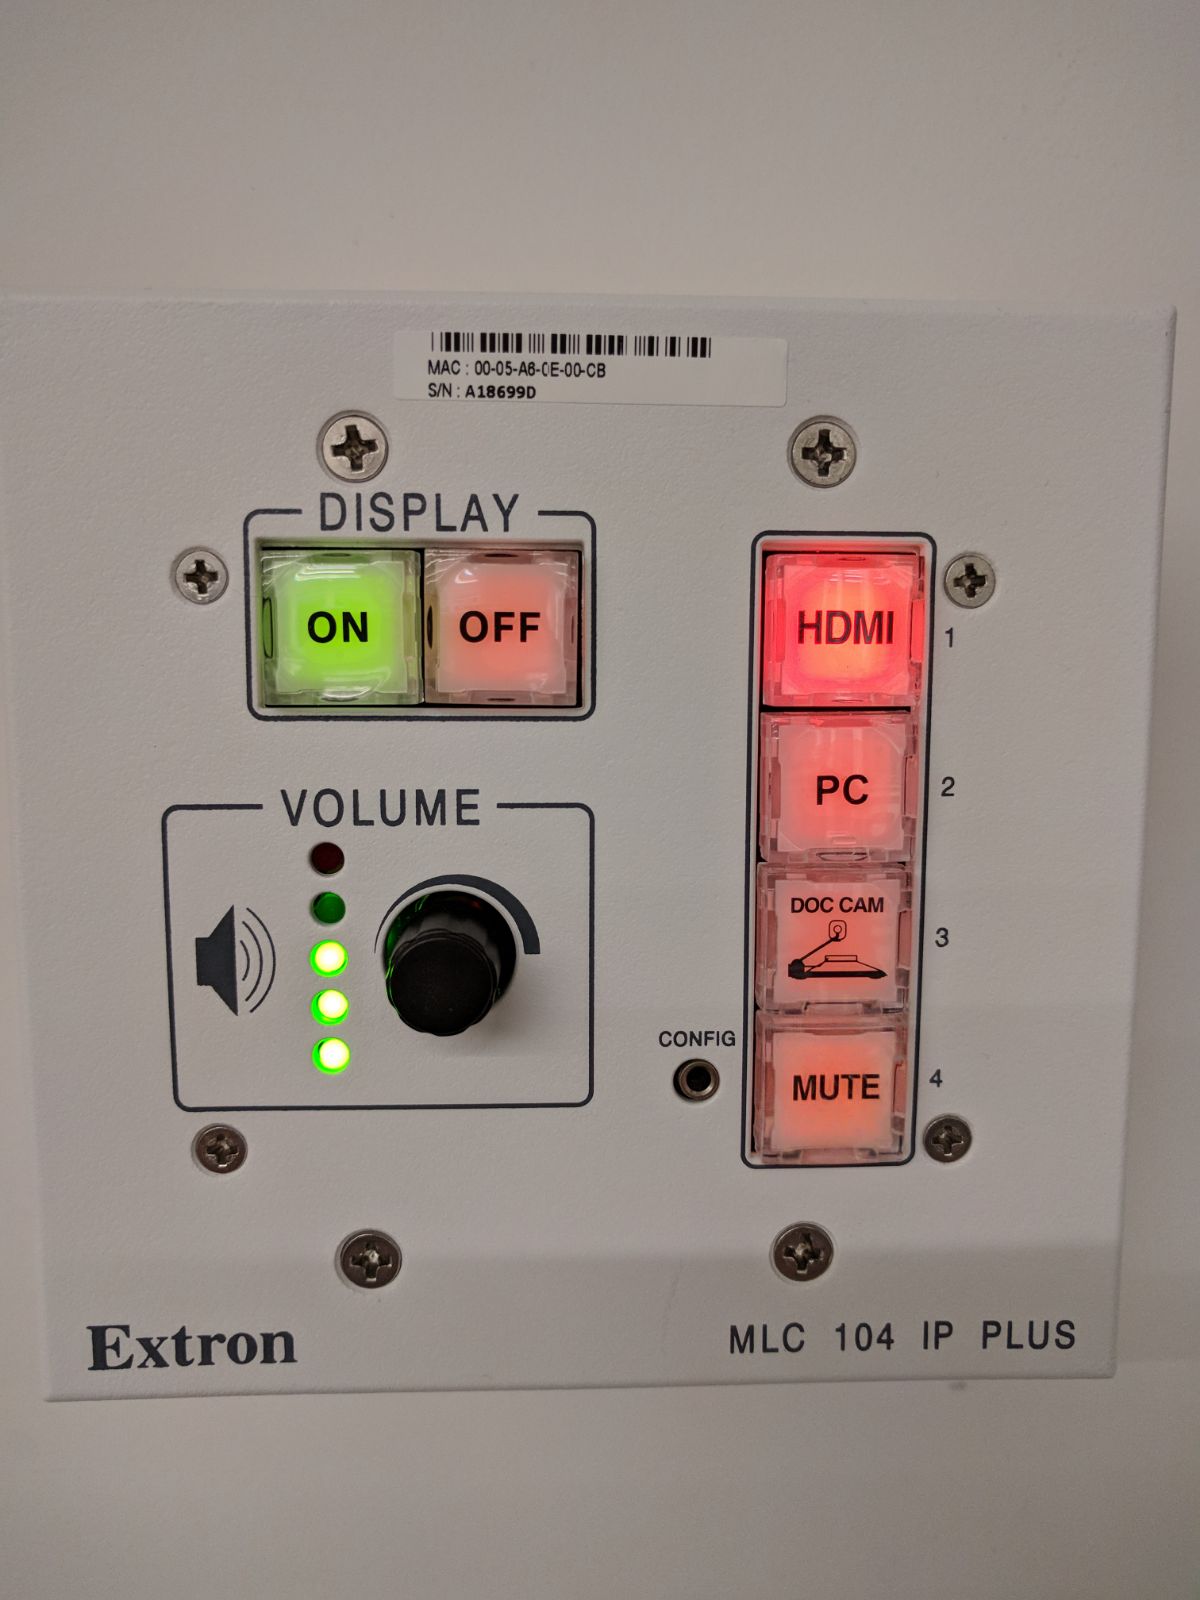 MAC : 00-05-A6-0E-00-CB
S/N : A18699D
DISPLAY
ON OFF
HDMI 1
PC 2
VOLUME
DOC CAM 3
CONFIG
MUTE 4
Extron
MLC 104 IP PLUS